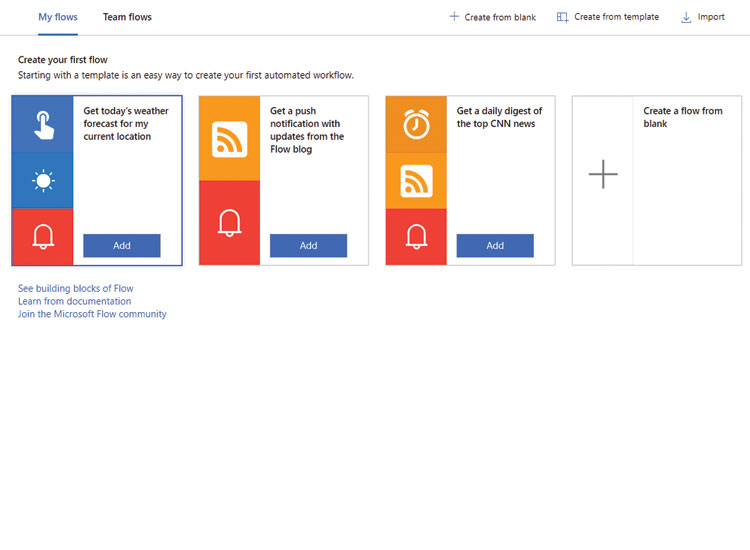 My flows
Team flows
Create from blank
Create from template
Import
Create your first flow
Starting with a template is an easy way to create your first automated workflow.
Get today's weather
forecast for my
current location
Add
Get a push
notification with
updates from the
Flow blog
Add
Get a daily digest of
the top CNN news
Add
Create a flow from
blank
See building blocks of Flow
Learn from documentation
Join the Microsoft Flow community